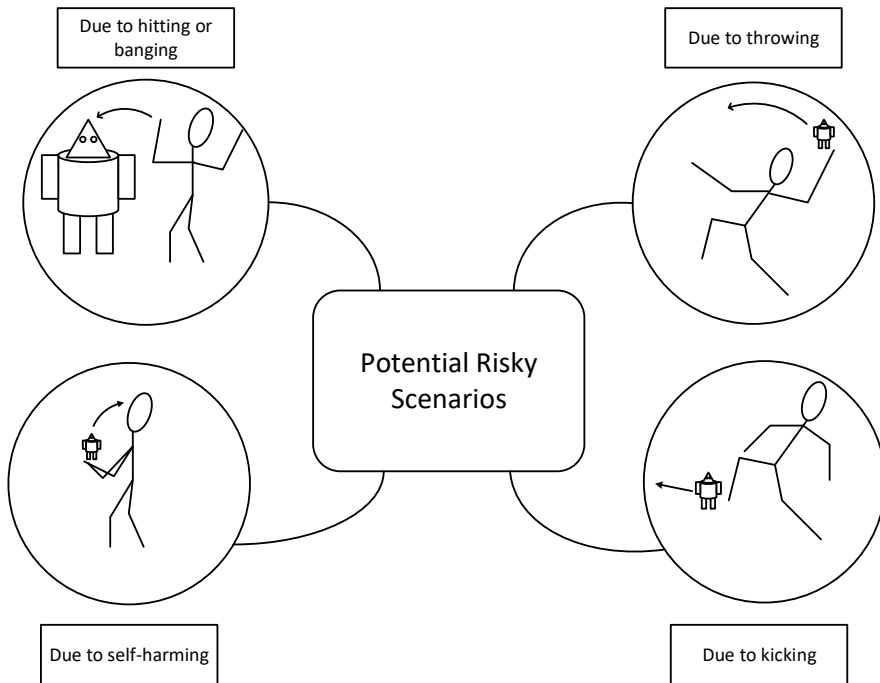 Due to hitting or
banging
Due to throwing
Potential Risky
Scenarios
Due to self-harming
Due to kicking